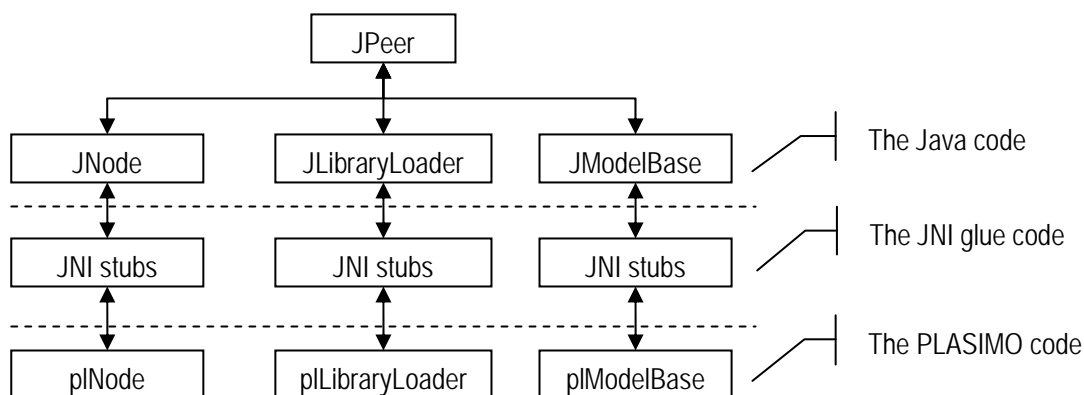 JPeer
JNode
JLibraryLoader
JModelBase
The Java code
JNI stubs
JNI stubs
JNI stubs
The JNI glue code
plNode
plLibraryLoader
plModelBase
The PLASIMO code